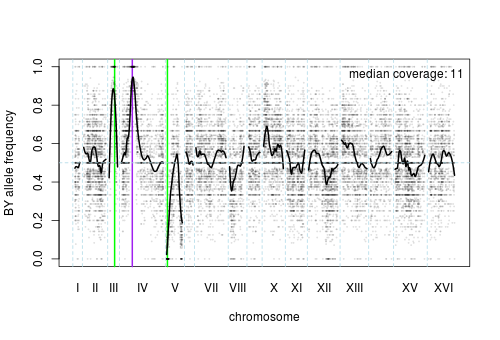 median coverage: 11
BY allele frequency
1.0
0.8
0.6
0.4
0.2
0.0
I II III IV V VII VIII X XI XII XIII XV XVI
chromosome